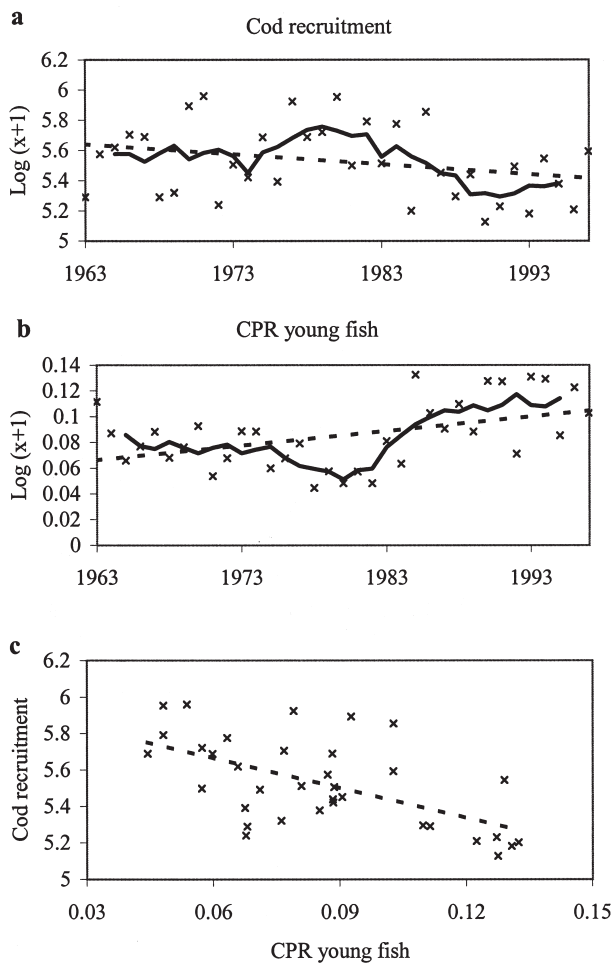 a
Cod recruitment
6.2
6
5.8
5.6
5.4
5.2
5
Log (x+1)
1963 1973 1983 1993
b
CPR young fish
0.14
0.12
0.1
0.08
0.06
0.04
0.02
0
Log (x+1)
1963 1973 1983 1993
c
6.2
6
5.8
5.6
5.4
5.2
5
Cod recruitment
0.03 0.06 0.09 0.12 0.15
CPR young fish